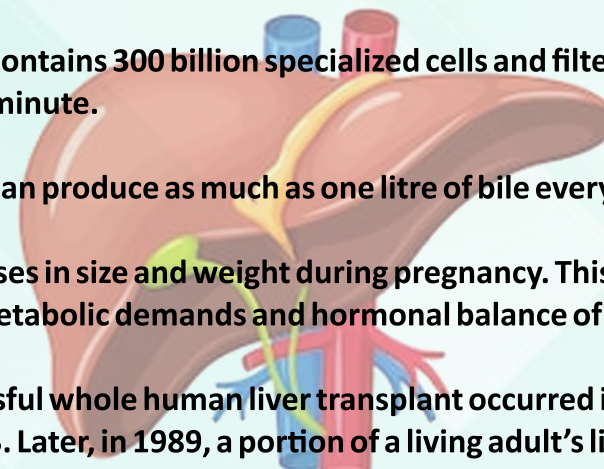 ontains 300 billion specialized cells and filte
minute.
an produce as much as one litre of bile every
ses in size and weight during pregnancy. This
etabolic demands and hormonal balance of
sful whole human liver transplant occurred i
. Later, in 1989, a portion of a living adult’s li